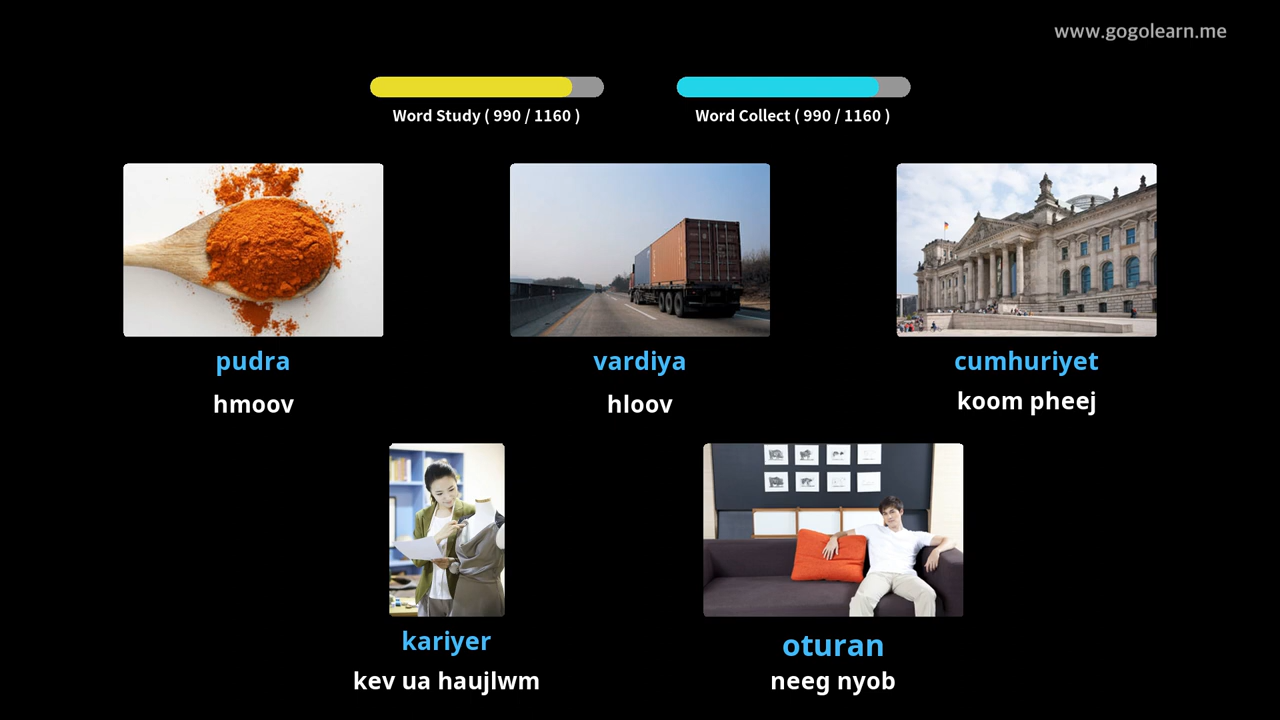 www.gogolearn.me
Word Study ( 990 / 1160 )
Word Collect ( 990 / 1160 )
pudra
hmoov
vardiya
hloov
cumhuriyet
koom pheej
kariyer
kev ua haujlwm
oturan
neeg nyob